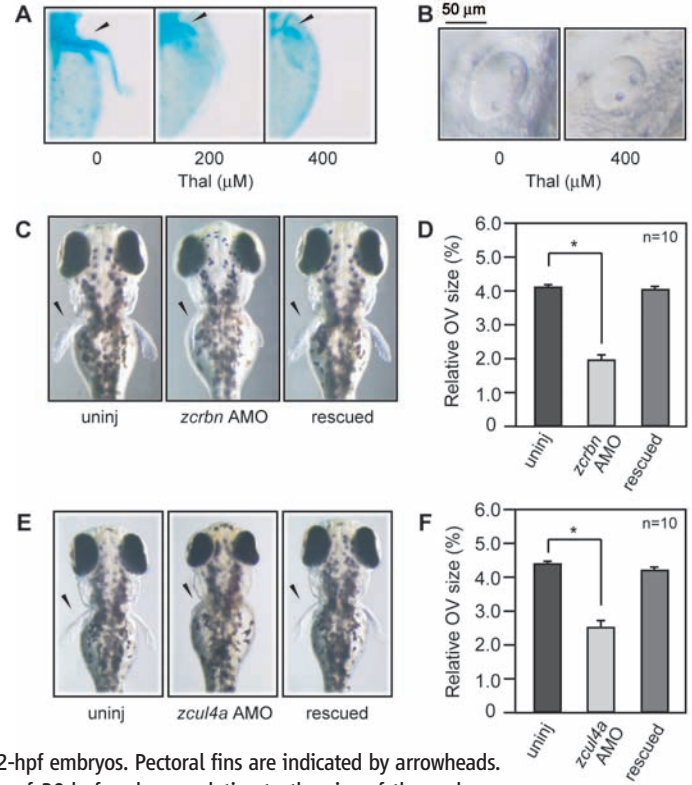 A
0
200
400
Thal (μM)
B
50 μm
0
400
Thal (μM)
C
uninj
zcrbn AMO
rescued
D
Relative OV size (%)
6.0
5.0
4.0
3.0
2.0
1.0
0
*
n=10
uninj
zcrbn
AMO
rescued
E
uninj
zcul4a AMO
rescued
F
Relative OV size (%)
6.0
5.0
4.0
3.0
2.0
1.0
0
*
n=10
uninj
zcul4a
AMO
rescued
2-hpf embryos. Pectoral fins are indicated by arrowheads.